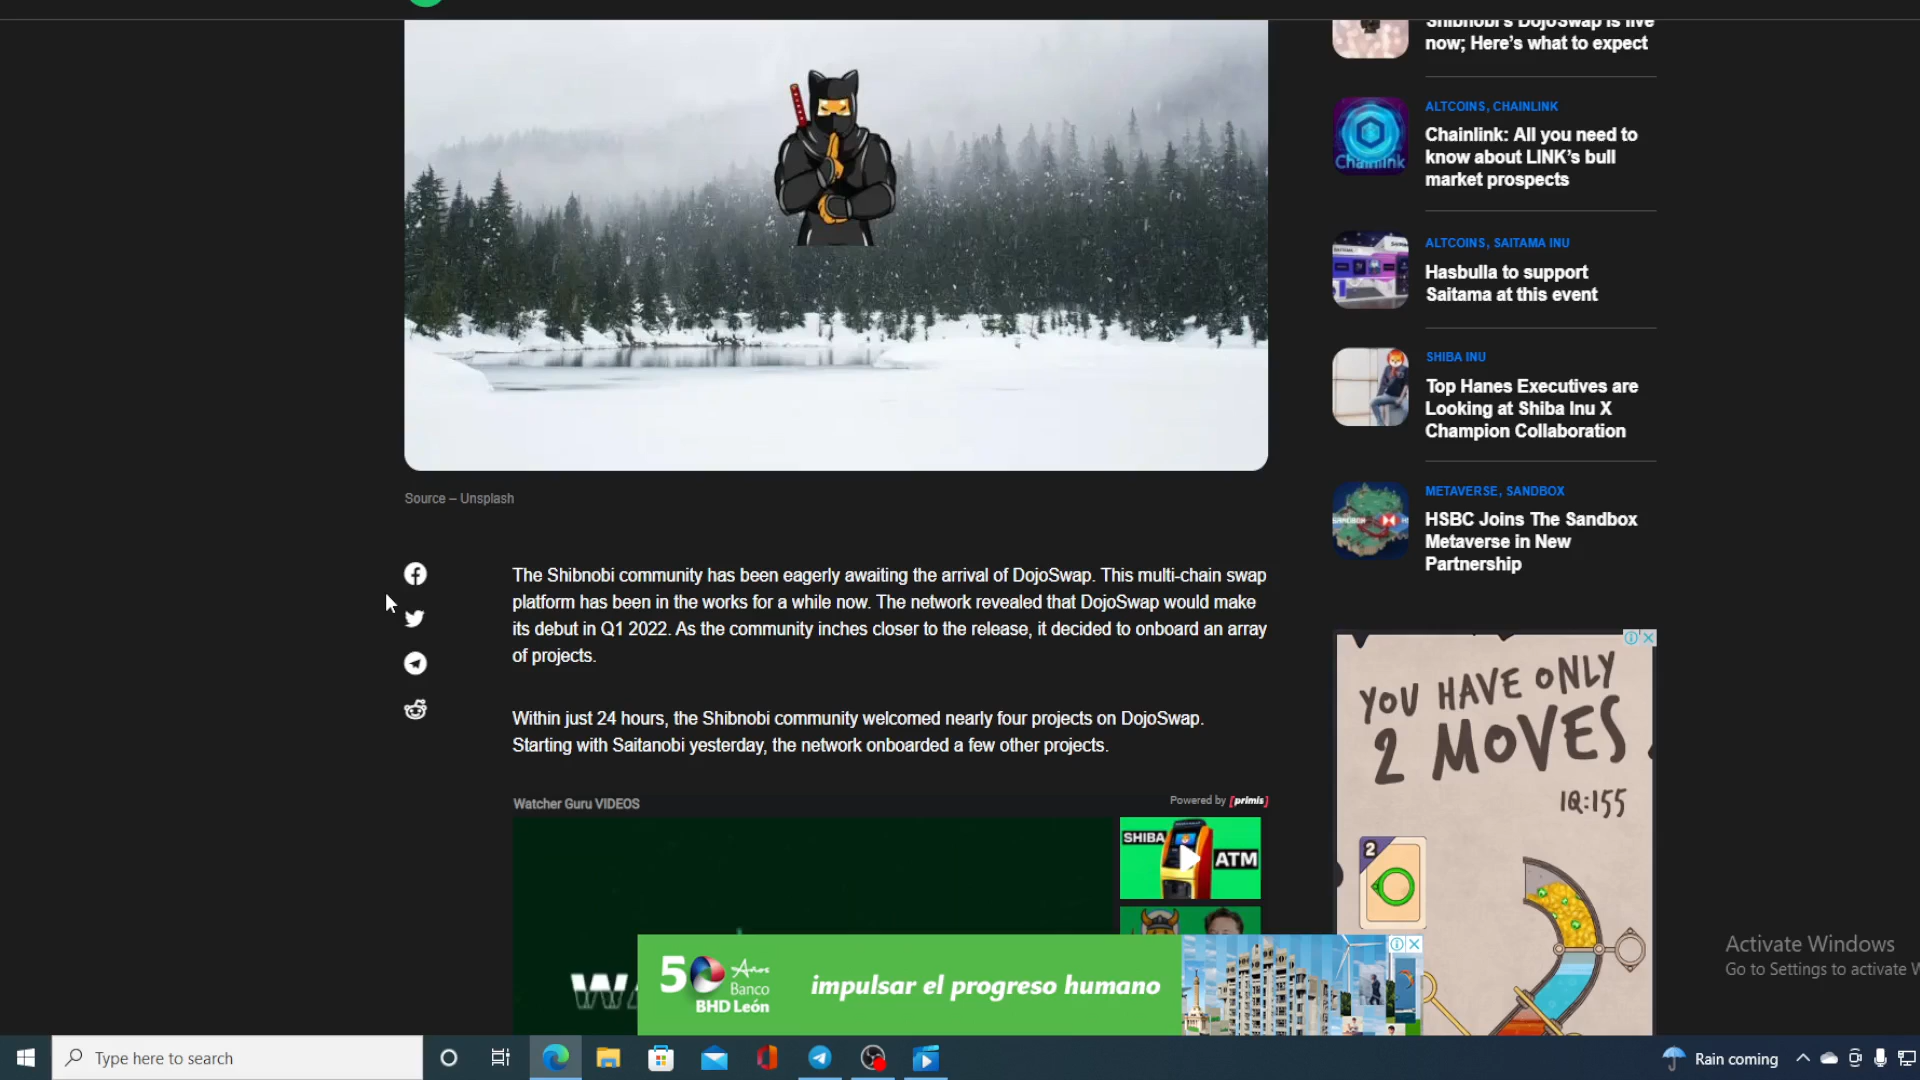 Shibnobi's DojoSwap is live
now; Here's what to expect
ALTCOINS, CHAINLINK
Chainlink: All you need to
know about LINK's bull
market prospects
Chainlink
ALTCOINS, SAITAMA INU
Hasbulla to support
Saitama at this event
SHIBA INU
Top Hanes Executives are
Looking at Shiba Inu X
Champion Collaboration
METAVERSE, SANDBOX
HSBC Joins The Sandbox
Metaverse in New
Partnership
Source – Unsplash
The Shibnobi community has been eagerly awaiting the arrival of DojoSwap. This multi-chain swap
platform has been in the works for a while now. The network revealed that DojoSwap would make
its debut in Q1 2022. As the community inches closer to the release, it decided to onboard an array
of projects.
Within just 24 hours, the Shibnobi community welcomed nearly four projects on DojoSwap.
Starting with Saitanobi yesterday, the network onboarded a few other projects.
Watcher Guru VIDEOS
Powered by [primis]
SHIBA
ATM
WA
YOU HAVE ONLY
2 MOVES
IQ:155
2
50 Años
Banco
BHD León
impulsar el progreso humano
Activate Windows
Go to Settings to activate W
Type here to search
Rain coming